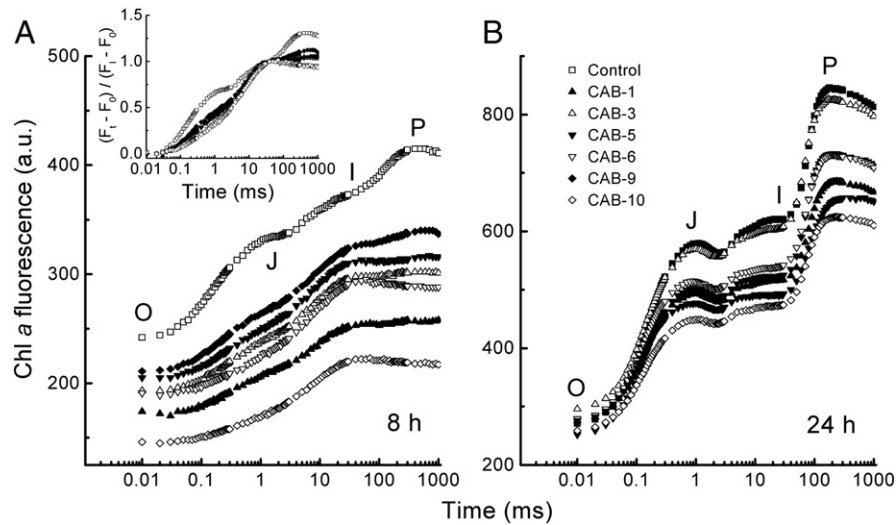 A
B
1.5
1.0
0.5
0.0
(Fₜ - F₀) / (Fᵢ - F₀)
0.01 0.1 1 10 100 1000
Time (ms)
500
400
300
200
Chl a fluorescence (a.u.)
O
J
I
P
8 h
0.01 0.1 1 10 100 1000
800
600
400
200
Control
CAB-1
CAB-3
CAB-5
CAB-6
CAB-9
CAB-10
O
J
I
P
24 h
0.01 0.1 1 10 100 1000
Time (ms)